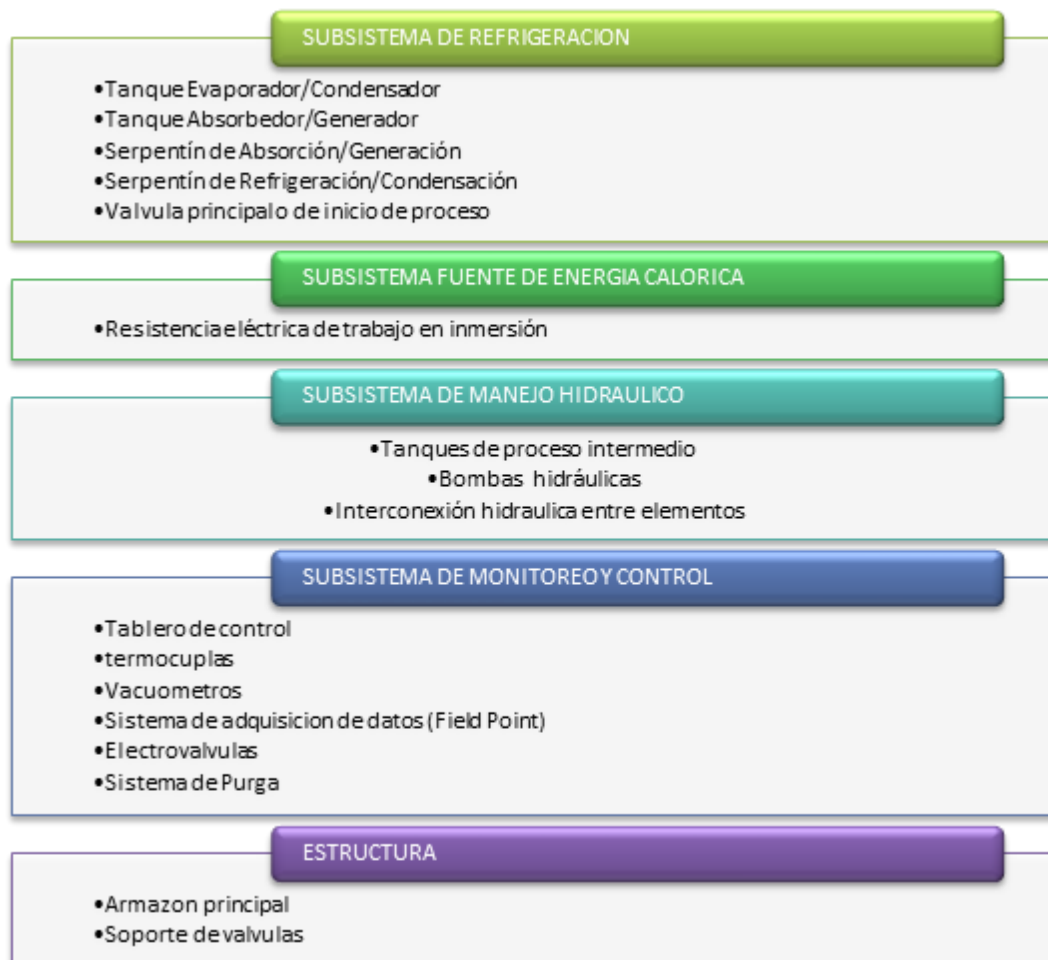 SUBSISTEMA DE REFRIGERACION
•Tanque Evaporador/Condensador
•Tanque Absorbedor/Generador
•Serpentín de Absorción/Generación
•Serpentín de Refrigeración/Condensación
•Valvula principalo de inicio de proceso
SUBSISTEMA FUENTE DE ENERGIA CALORICA
•Resistencia eléctrica de trabajo en inmersión
SUBSISTEMA DE MANEJO HIDRAULICO
•Tanques de proceso intermedio
•Bombas hidráulicas
•Interconexión hidraulica entre elementos
SUBSISTEMA DE MONITOREO Y CONTROL
•Tablero de control
•termocuplas
•Vacuometros
•Sistema de adquisicion de datos (Field Point)
•Electrovalvulas
•Sistema de Purga
ESTRUCTURA
•Armazon principal
•Soporte de valvulas